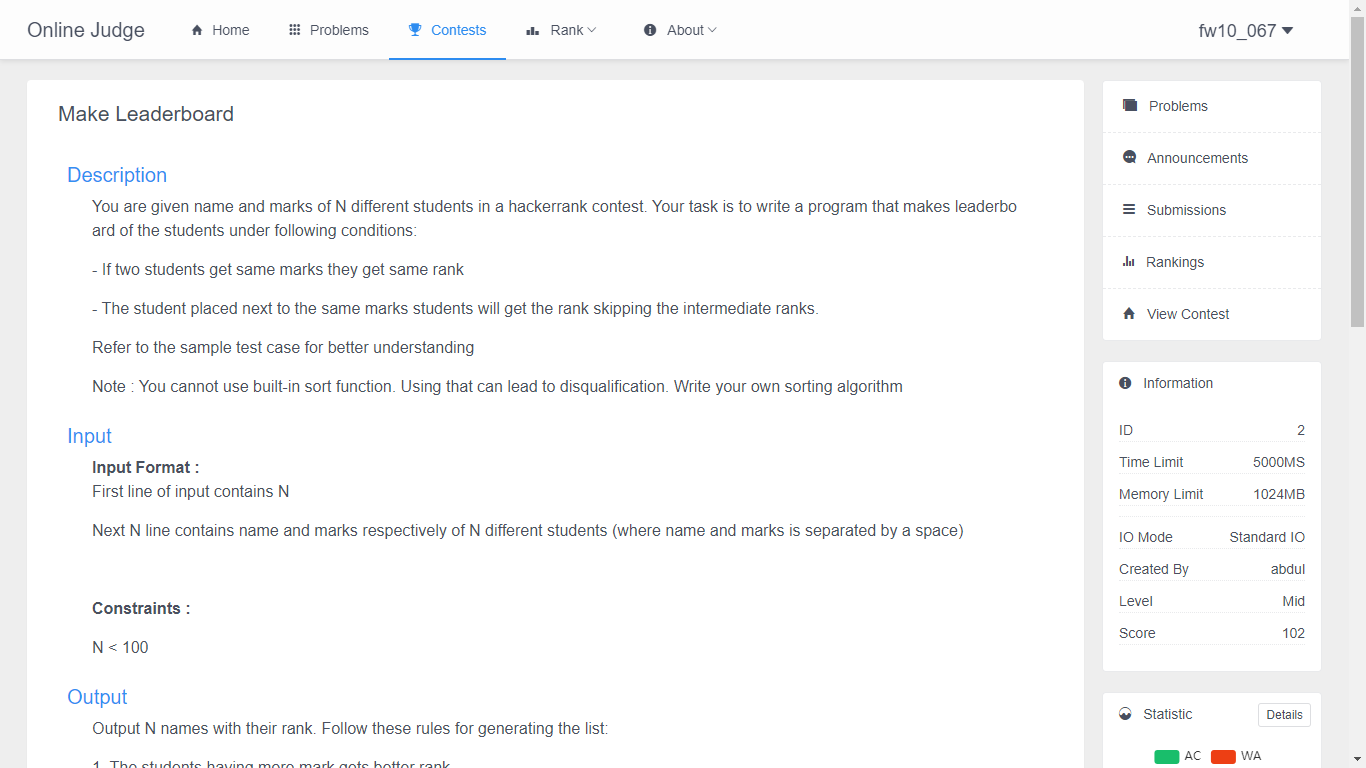 Online Judge
Home
Problems
Contests
Rank
About
fw10_067
Make Leaderboard
Description
You are given name and marks of N different students in a hackerrank contest. Your task is to write a program that makes leaderbo
ard of the students under following conditions:
- If two students get same marks they get same rank
- The student placed next to the same marks students will get the rank skipping the intermediate ranks.
Refer to the sample test case for better understanding
Note : You cannot use built-in sort function. Using that can lead to disqualification. Write your own sorting algorithm
Input
Input Format :
First line of input contains N
Next N line contains name and marks respectively of N different students (where name and marks is separated by a space)
Constraints :
N < 100
Output
Output N names with their rank. Follow these rules for generating the list:
1. The students having more mark gets better rank
Problems
Announcements
Submissions
Rankings
View Contest
Information
ID 2
Time Limit 5000MS
Memory Limit 1024MB
IO Mode Standard IO
Created By abdul
Level Mid
Score 102
Statistic Details
AC WA